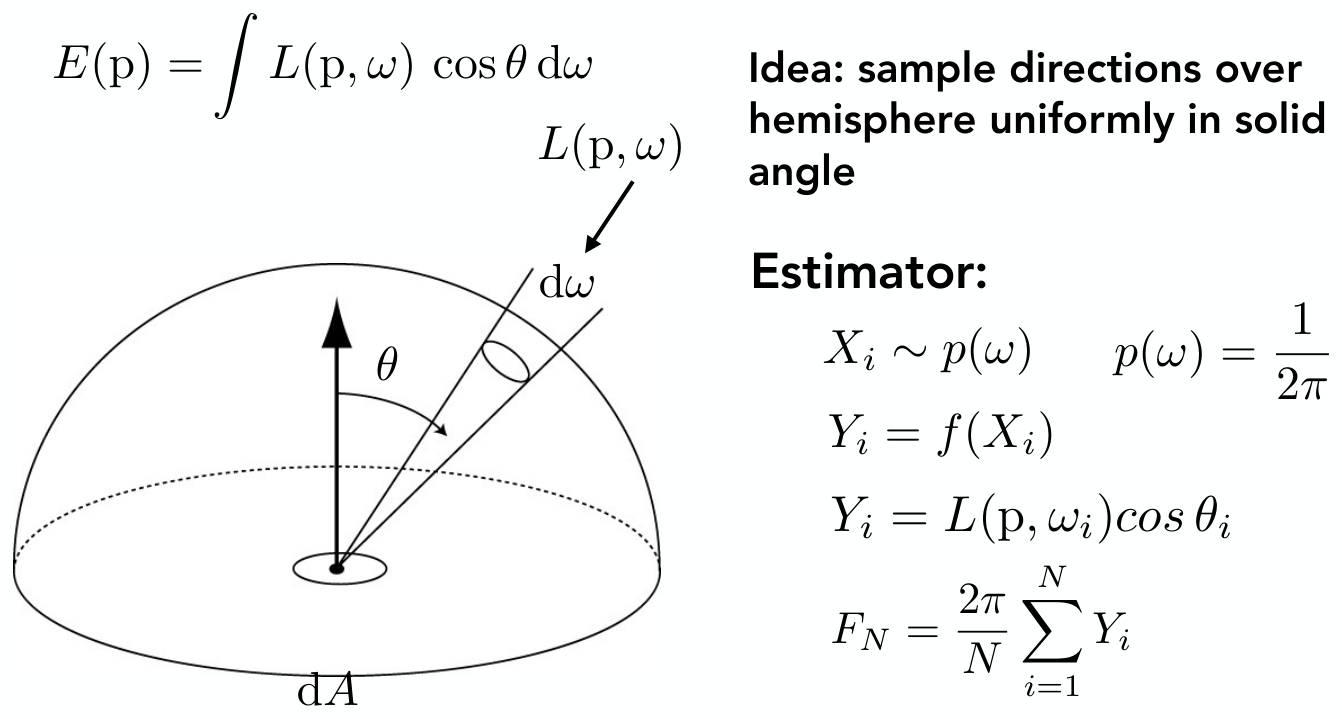 E(p) = ∫ L(p, ω) cos θ dω
L(p, ω)
dω
θ
dA
Idea: sample directions over
hemisphere uniformly in solid
angle
Estimator:
X_i ∼ p(ω)    p(ω) = 1/2π
Y_i = f(X_i)
Y_i = L(p, ω_i)cos θ_i
F_N = 2π/N ∑_{i=1}^{N} Y_i